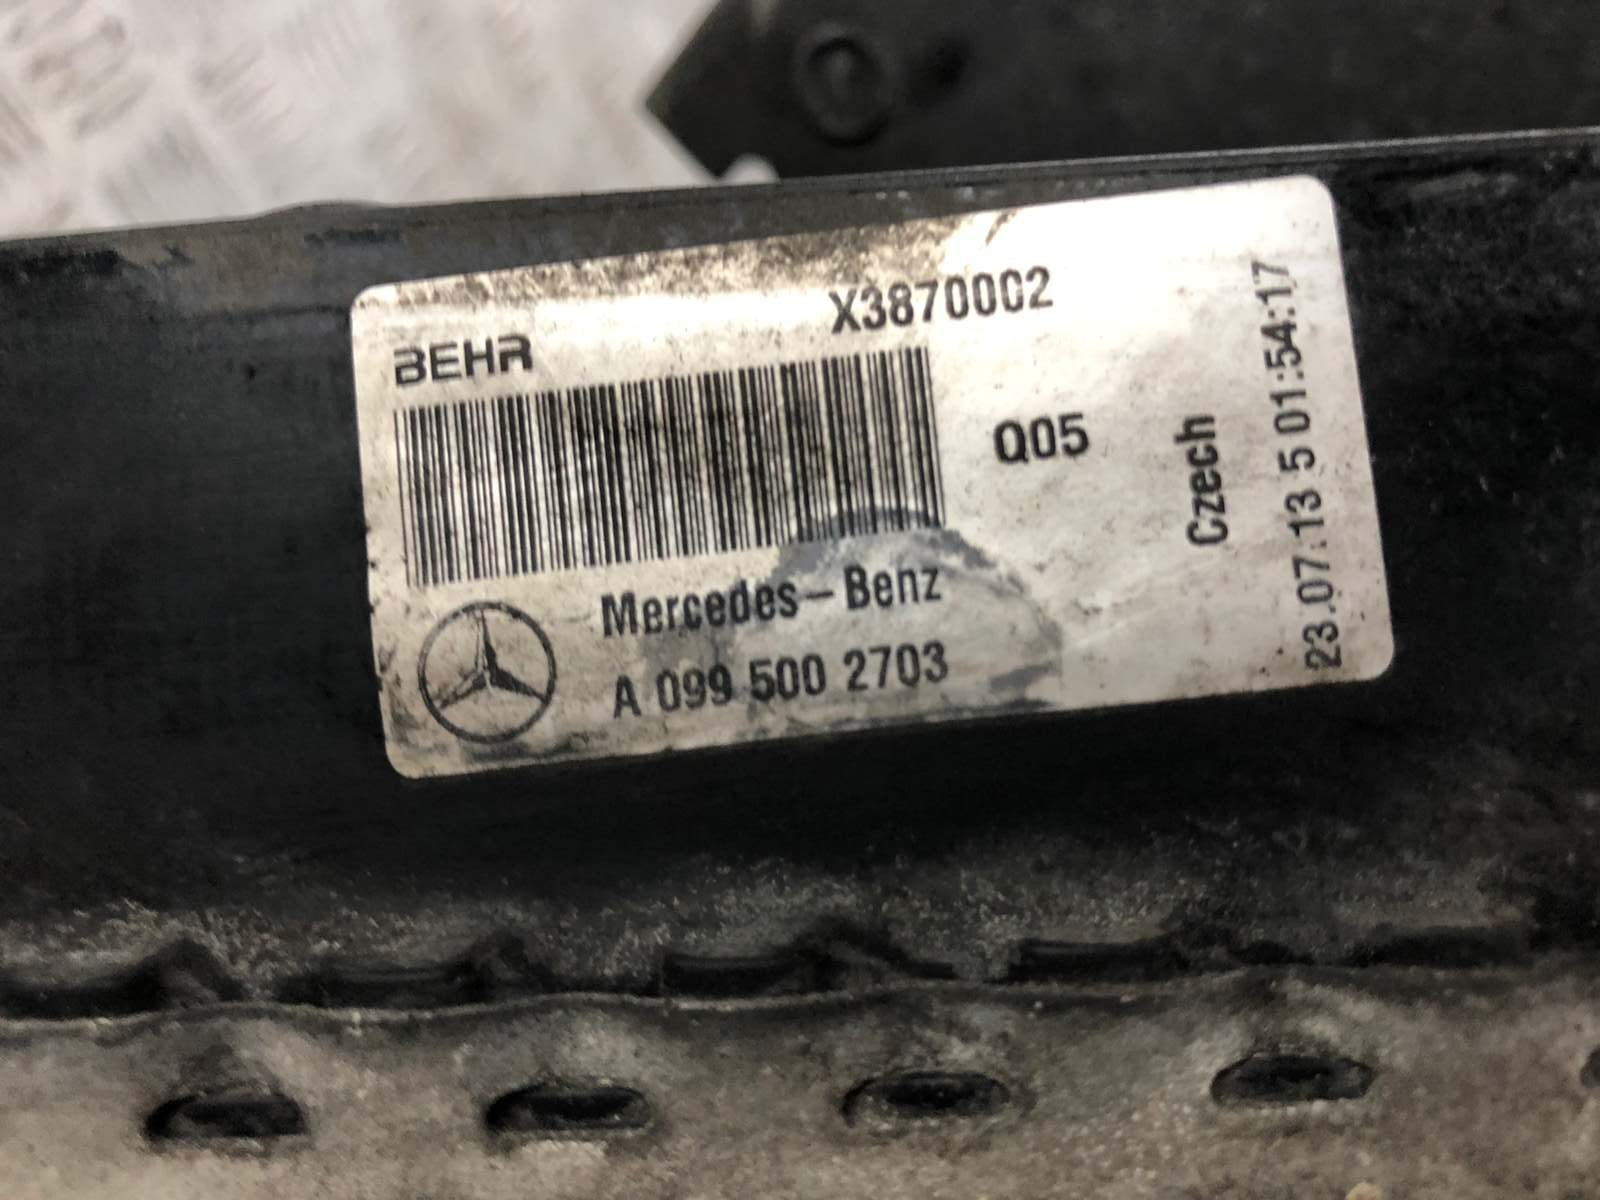 X3870002
BEHR
Q05
Mercedes-Benz
A 099 500 2703
Czech
23.07:13 5 01:54:17